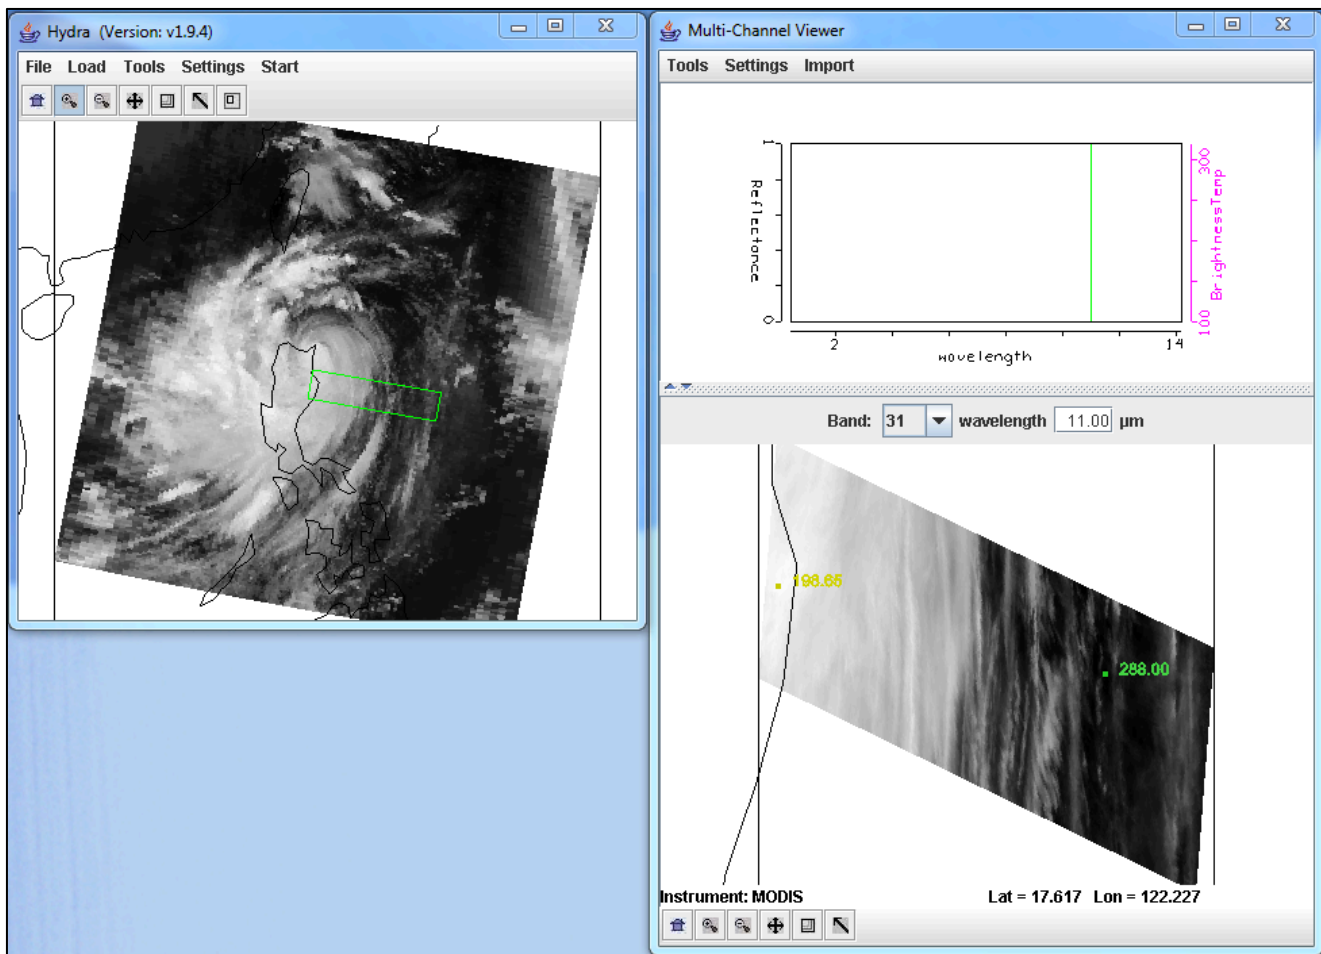 Hydra (Version: v1.9.4)
File Load Tools Settings Start
Multi-Channel Viewer
Tools Settings Import
1
Reflectance
0
300
BrightnessTemp
100
2
14
wavelength
Band: 31 wavelength 11.00 µm
198.65
288.00
Instrument: MODIS
Lat = 17.617 Lon = 122.227